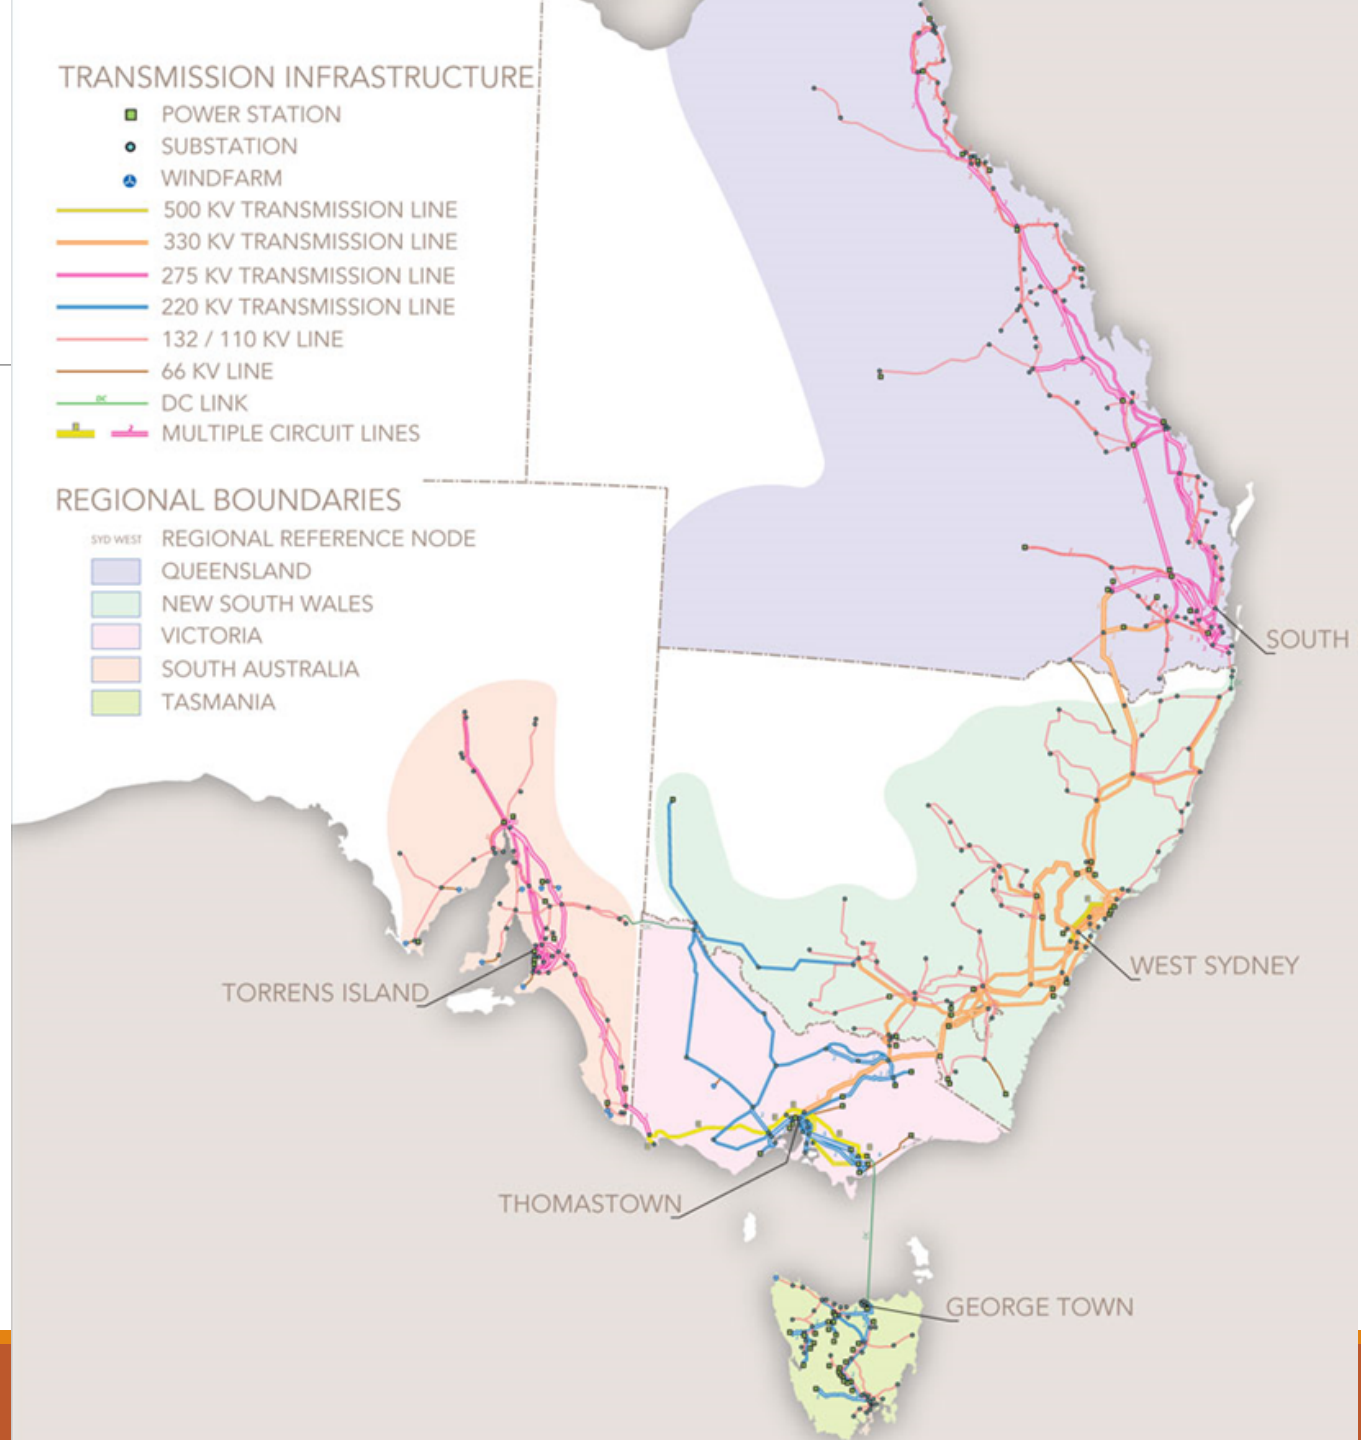 TRANSMISSION INFRASTRUCTURE
POWER STATION
SUBSTATION
WINDFARM
500 KV TRANSMISSION LINE
330 KV TRANSMISSION LINE
275 KV TRANSMISSION LINE
220 KV TRANSMISSION LINE
132 / 110 KV LINE
66 KV LINE
DC
DC LINK
2
MULTIPLE CIRCUIT LINES
REGIONAL BOUNDARIES
SYD WEST
REGIONAL REFERENCE NODE
QUEENSLAND
NEW SOUTH WALES
VICTORIA
SOUTH AUSTRALIA
TASMANIA
SOUTH
WEST SYDNEY
TORRENS ISLAND
THOMASTOWN
GEORGE TOWN